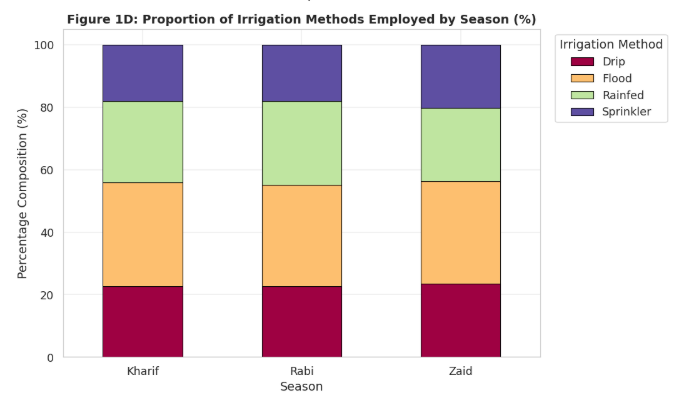 Figure 1D: Proportion of Irrigation Methods Employed by Season (%)
Irrigation Method
Drip
Flood
Rainfed
Sprinkler
Percentage Composition (%)
100
80
60
40
20
0
Kharif Rabi Zaid
Season